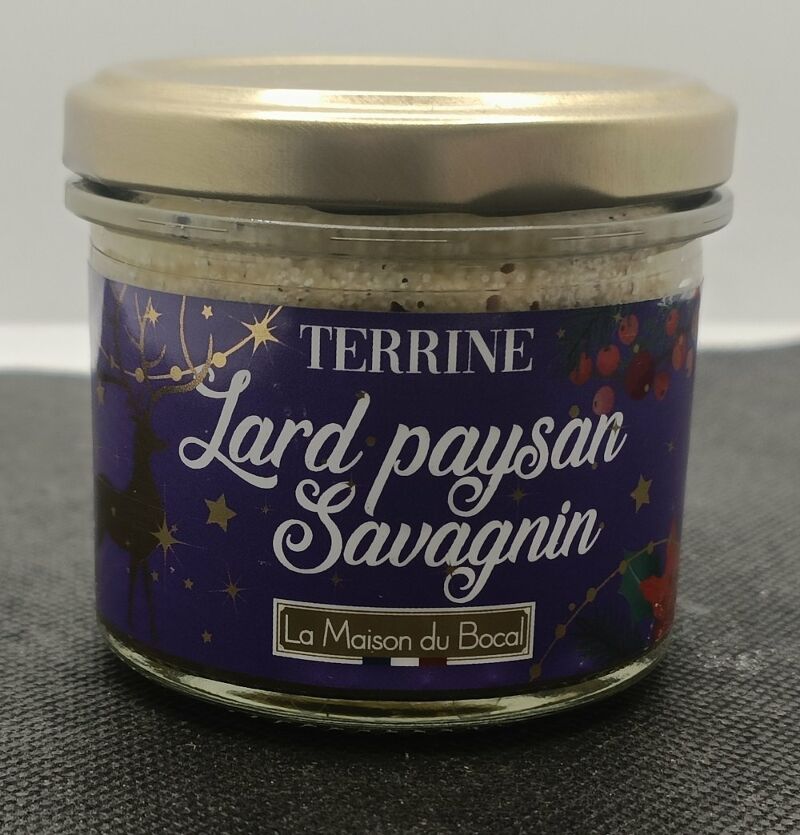 TERRINE
Lard paysan
Savagnin
La Maison du Bocal